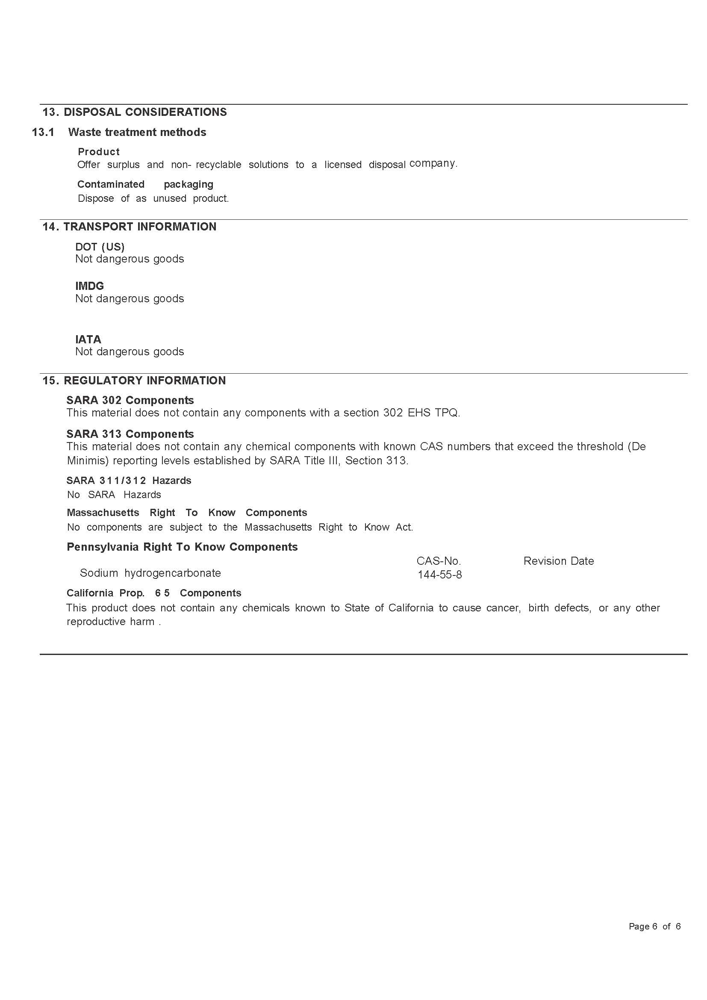 13. DISPOSAL CONSIDERATIONS
13.1 Waste treatment methods
Product
Offer surplus and non- recyclable solutions to a licensed disposal company.
Contaminated packaging
Dispose of as unused product.
14. TRANSPORT INFORMATION
DOT (US)
Not dangerous goods
IMDG
Not dangerous goods
IATA
Not dangerous goods
15. REGULATORY INFORMATION
SARA 302 Components
This material does not contain any components with a section 302 EHS TPQ.
SARA 313 Components
This material does not contain any chemical components with known CAS numbers that exceed the threshold (De
Minimis) reporting levels established by SARA Title III, Section 313.
SARA 311/312 Hazards
No SARA Hazards
Massachusetts Right To Know Components
No components are subject to the Massachusetts Right to Know Act.
Pennsylvania Right To Know Components
CAS-No. Revision Date
Sodium hydrogencarbonate 144-55-8
California Prop. 65 Components
This product does not contain any chemicals known to State of California to cause cancer, birth defects, or any other
reproductive harm .
Page 6 of 6